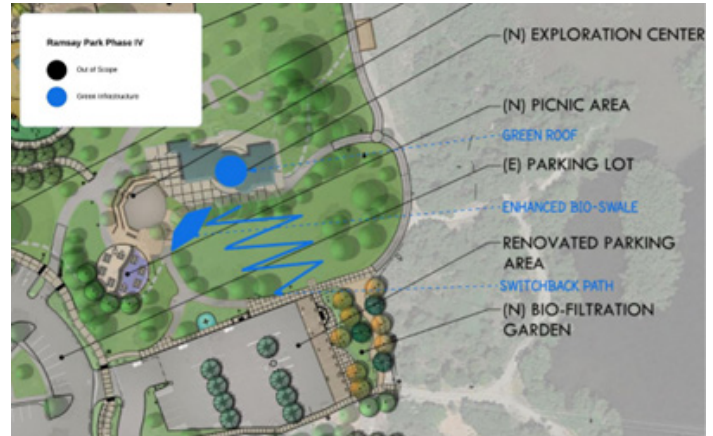 Ramsay Park Phase IV
Out of Scope
Green Infrastructure
(N) EXPLORATION CENTER
(N) PICNIC AREA
GREEN ROOF
(E) PARKING LOT
ENHANCED BIO-SWALE
RENOVATED PARKING
AREA
SWITCHBACK PATH
(N) BIO-FILTRATION
GARDEN